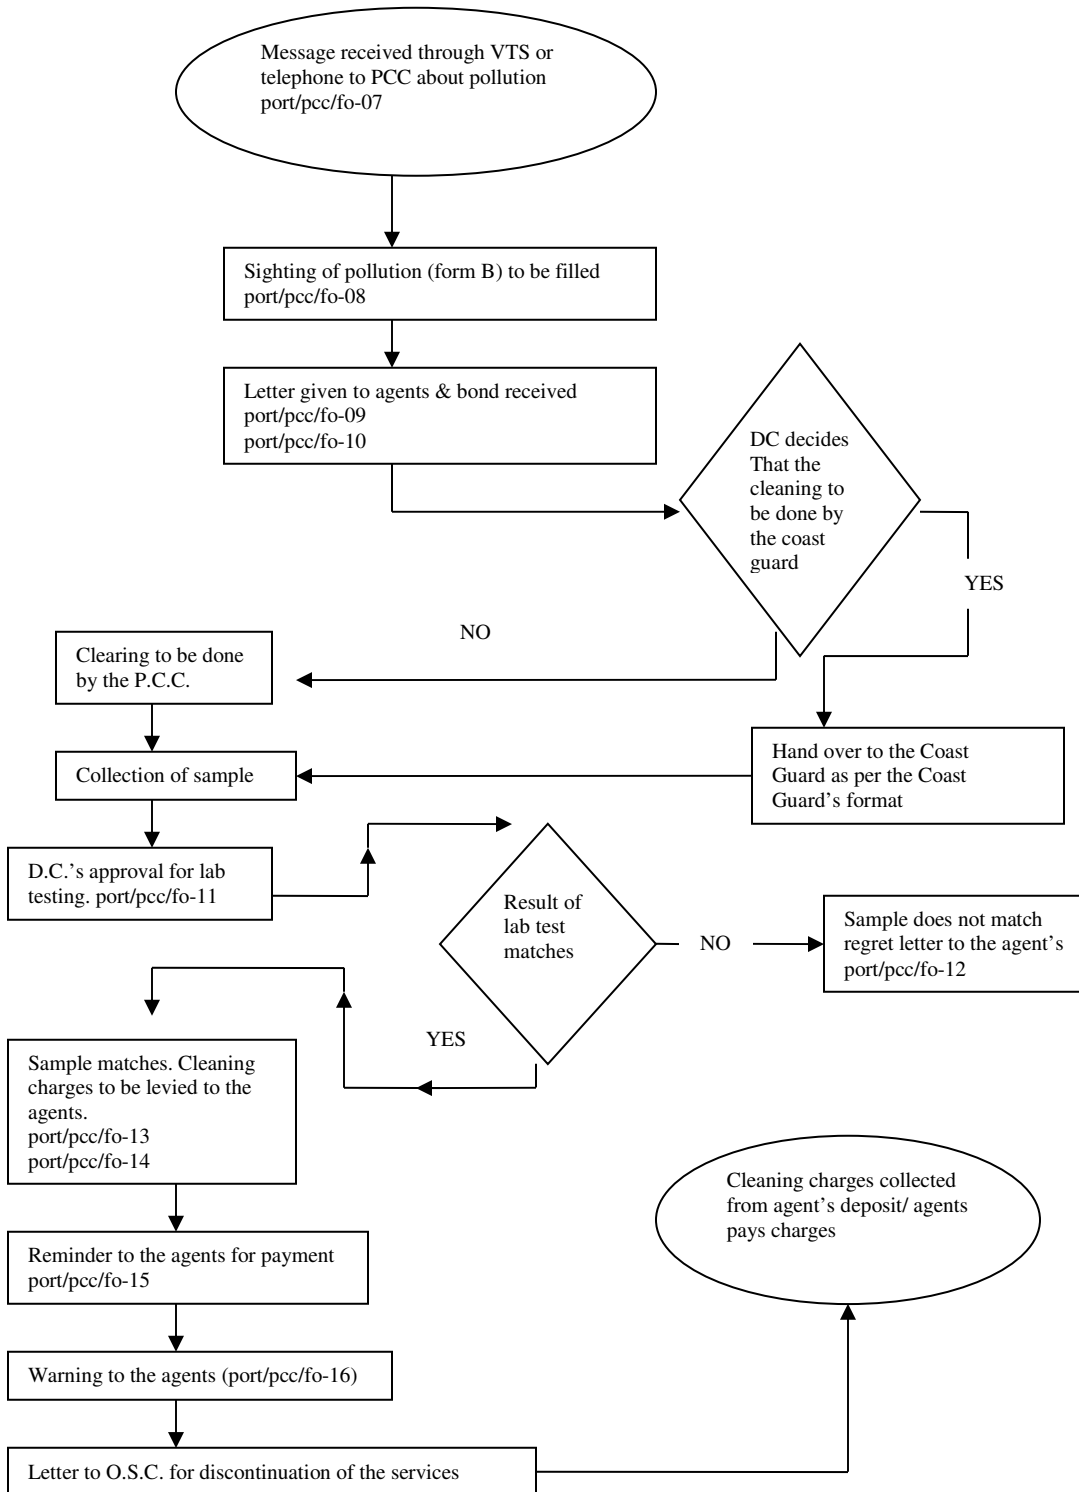 Message received through VTS or
telephone to PCC about pollution
port/pcc/fo-07
Sighting of pollution (form B) to be filled
port/pcc/fo-08
Letter given to agents & bond received
port/pcc/fo-09
port/pcc/fo-10
DC decides
That the
cleaning to
be done by
the coast
guard
YES
NO
Clearing to be done
by the P.C.C.
Hand over to the Coast
Guard as per the Coast
Guard's format
Collection of sample
D.C.'s approval for lab
testing. port/pcc/fo-11
Result of
lab test
matches
NO
Sample does not match
regret letter to the agent's
port/pcc/fo-12
YES
Sample matches. Cleaning
charges to be levied to the
agents.
port/pcc/fo-13
port/pcc/fo-14
Reminder to the agents for payment
port/pcc/fo-15
Warning to the agents (port/pcc/fo-16)
Letter to O.S.C. for discontinuation of the services
Cleaning charges collected
from agent's deposit/ agents
pays charges